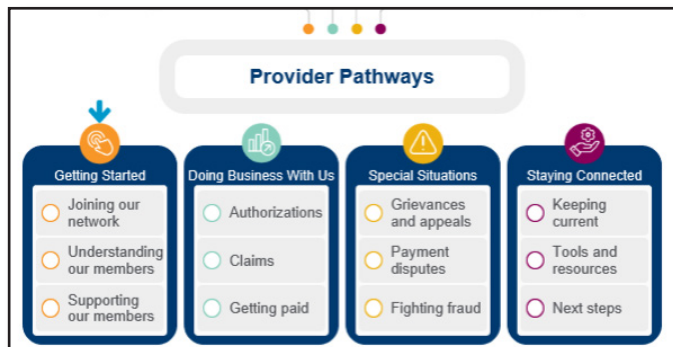 Provider Pathways
Getting Started
Joining our
network
Understanding
our members
Supporting
our members
Doing Business With Us
Authorizations
Claims
Getting paid
Special Situations
Grievances
and appeals
Payment
disputes
Fighting fraud
Staying Connected
Keeping
current
Tools and
resources
Next steps